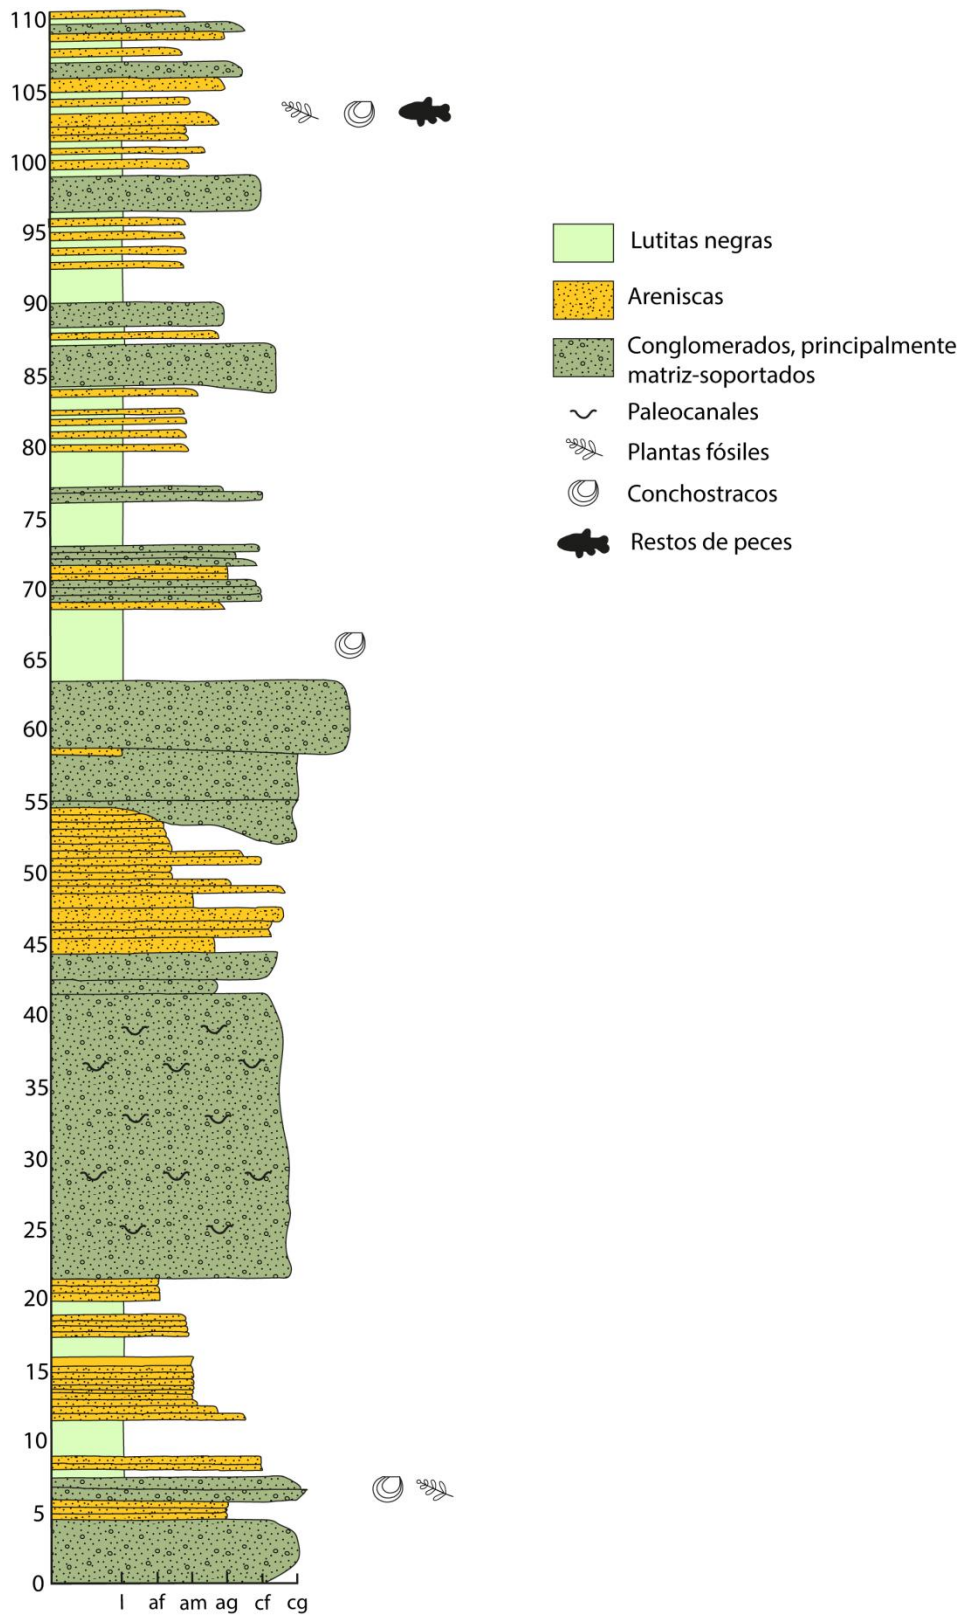 110
105
100
95
90
85
80
75
70
65
60
55
50
45
40
35
30
25
20
15
10
5
0
l af am ag cf cg
Lutitas negras
Areniscas
Conglomerados, principalmente
matriz-soportados
Paleocanales
Plantas fósiles
Conchostracos
Restos de peces